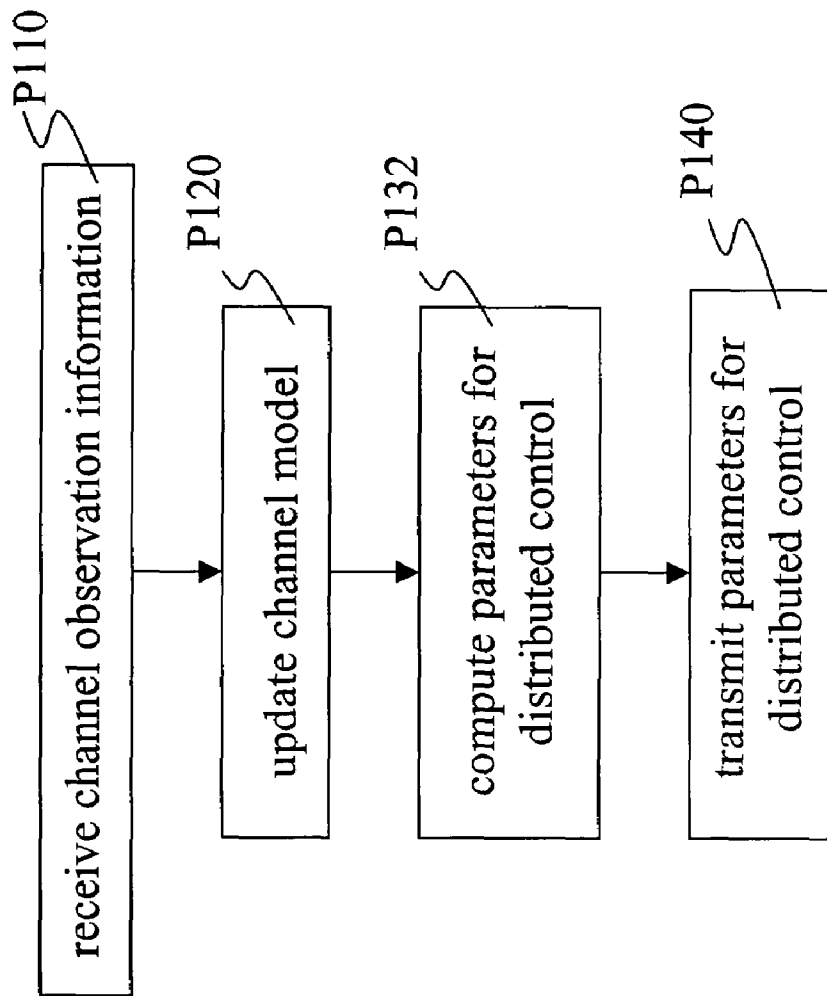 receive channel observation information
P110
update channel model
P120
compute parameters for
distributed control
P132
transmit parameters for
distributed control
P140